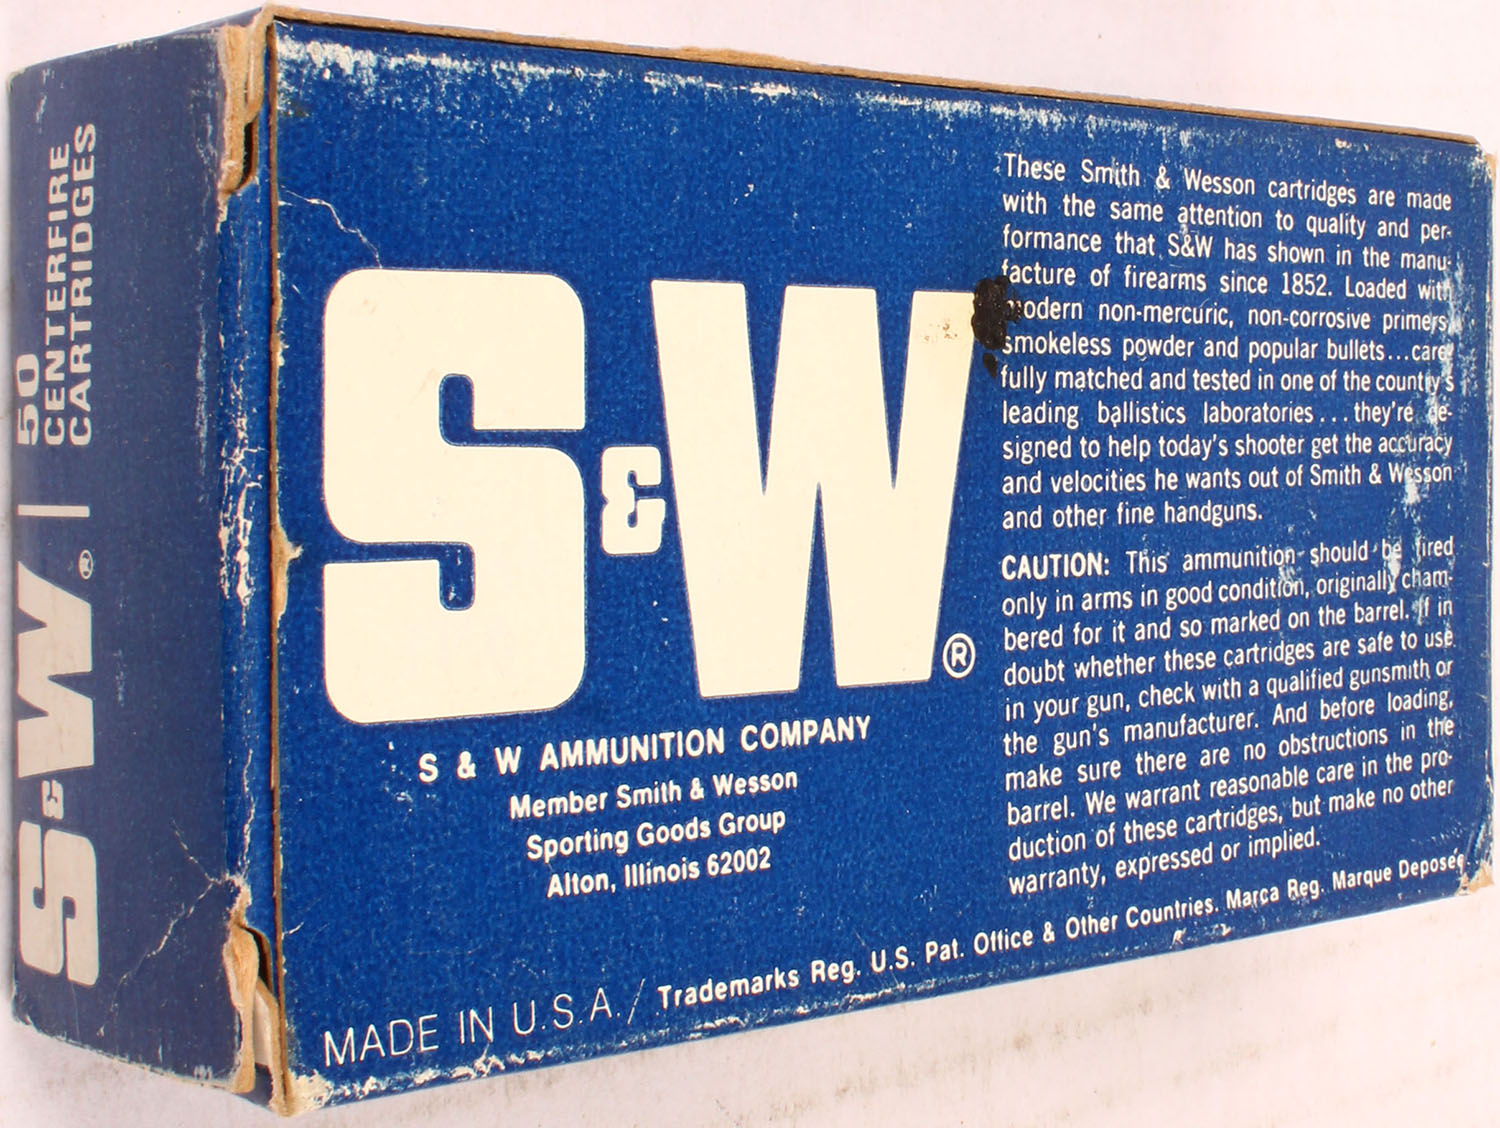 50
CENTERFIRE
CARTRIDGES
S&W®
S&W®
S & W AMMUNITION COMPANY
Member Smith & Wesson
Sporting Goods Group
Alton, Illinois 62002
These Smith & Wesson cartridges are made
with the same attention to quality and per-
formance that S&W has shown in the manu-
facture of firearms since 1852. Loaded with
modern non-mercuric, non-corrosive primers,
smokeless powder and popular bullets...care-
fully matched and tested in one of the country's
leading ballistics laboratories... they're de-
signed to help today's shooter get the accuracy
and velocities he wants out of Smith & Wesson
and other fine handguns.
CAUTION: This ammunition should be fired
only in arms in good condition, originally cham-
bered for it and so marked on the barrel. If in
doubt whether these cartridges are safe to use
in your gun, check with a qualified gunsmith or
the gun's manufacturer. And before loading,
make sure there are no obstructions in the
barrel. We warrant reasonable care in the pro-
duction of these cartridges, but make no other
warranty, expressed or implied.
MADE IN U.S.A. / Trademarks Reg. U.S. Pat. Office & Other Countries. Marca Reg. Marque Deposée.